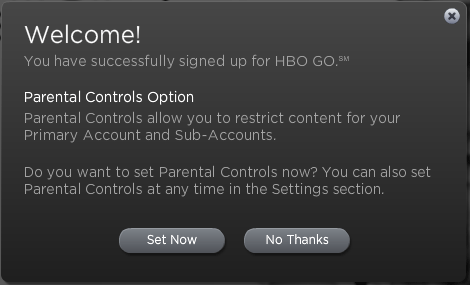 Welcome!
You have successfully signed up for HBO GO.℠
Parental Controls Option
Parental Controls allow you to restrict content for your
Primary Account and Sub-Accounts.
Do you want to set Parental Controls now? You can also set
Parental Controls at any time in the Settings section.
Set Now
No Thanks